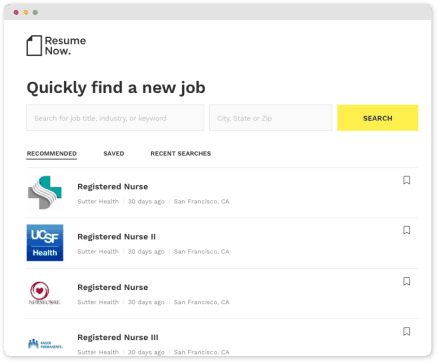 Resume
Now.
Quickly find a new job
Search for job title, industry, or keyword
City, State or Zip
SEARCH
RECOMMENDED
SAVED
RECENT SEARCHES
Registered Nurse
Sutter Health | 30 days ago | San Francisco, CA
UCSF
Health
Registered Nurse II
Sutter Health | 30 days ago | San Francisco, CA
Registered Nurse
Sutter Health | 30 days ago | San Francisco, CA
Registered Nurse III
Sutter Health | 30 days ago | San Francisco, CA